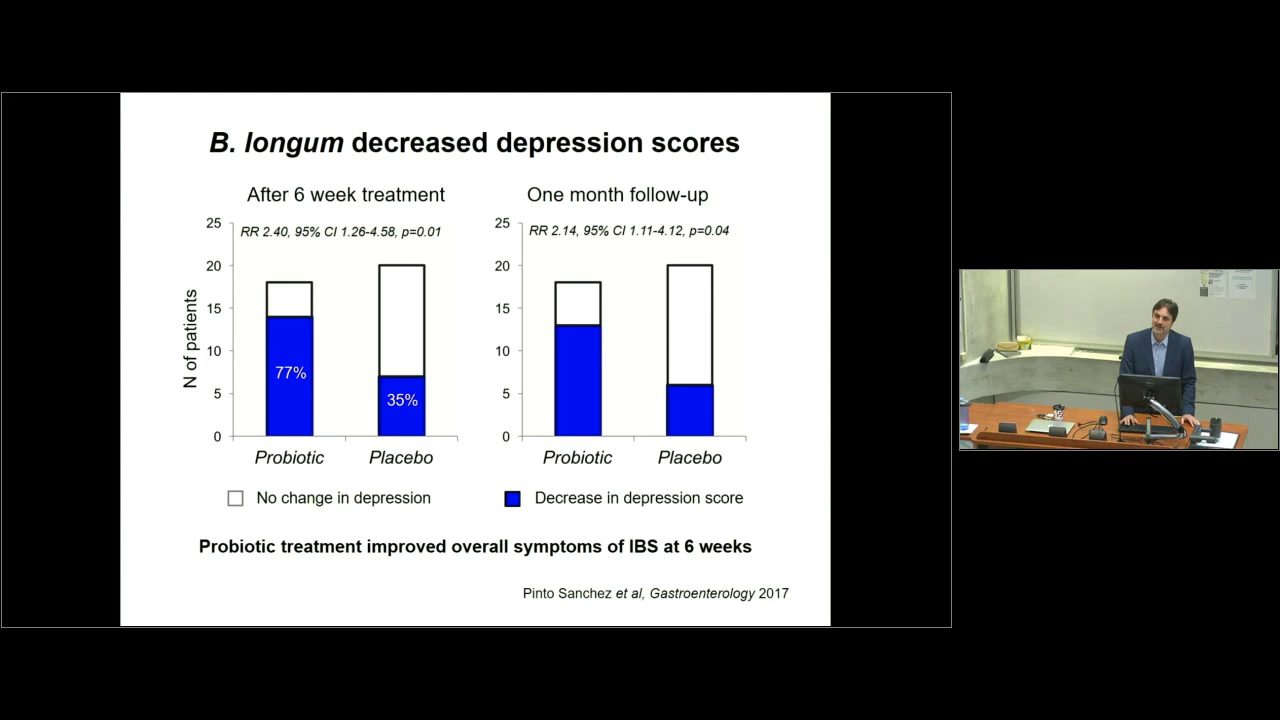 B. longum decreased depression scores
After 6 week treatment
RR 2.40, 95% CI 1.26-4.58, p=0.01
N of patients
25
20
15
10
5
0
77%
35%
Probiotic
Placebo
One month follow-up
RR 2.14, 95% CI 1.11-4.12, p=0.04
25
20
15
10
5
0
Probiotic
Placebo
No change in depression
Decrease in depression score
Probiotic treatment improved overall symptoms of IBS at 6 weeks
Pinto Sanchez et al, Gastroenterology 2017